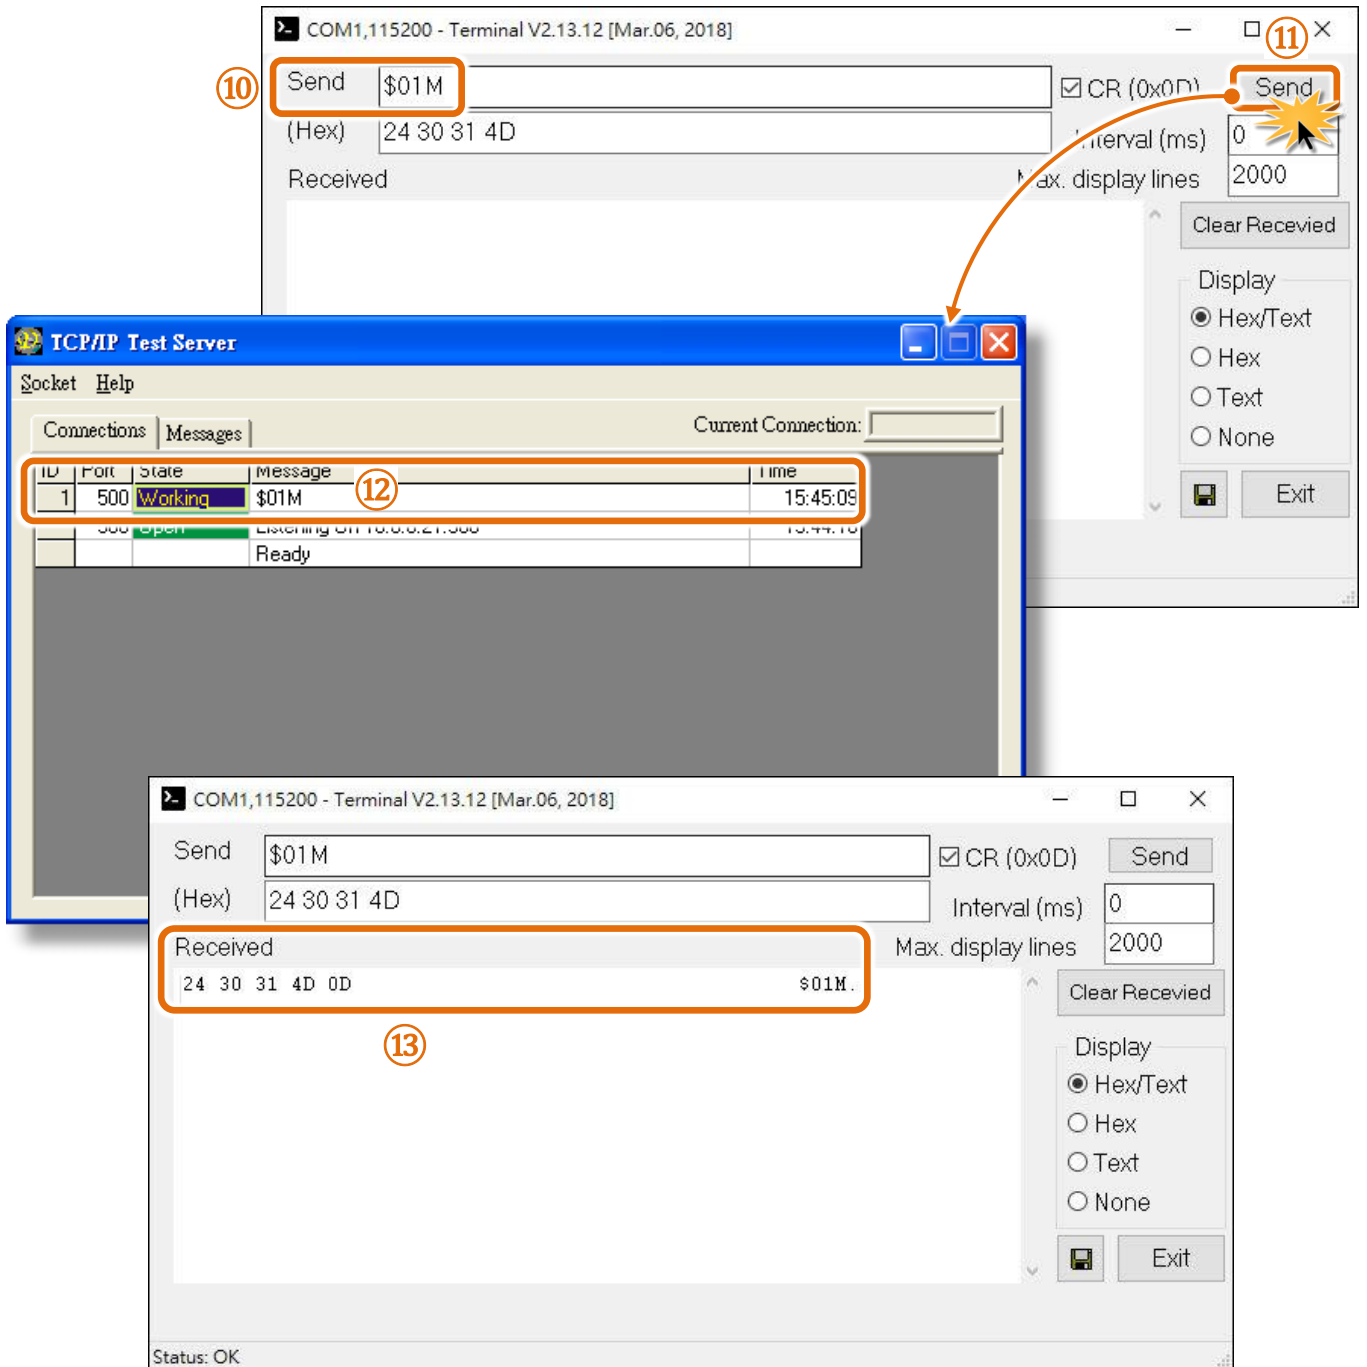 COM1,115200 - Terminal V2.13.12 [Mar.06, 2018]
⑪
⑩
Send $01M CR (0x0D) Send
(Hex) 24 30 31 4D Interval (ms) 0
Received Max. display lines 2000
Clear Recevied
Display
Hex/Text
Hex
Text
None
Exit
TCP/IP Test Server
Socket Help
Connections Messages Current Connection:
ID Port State Message Time
⑫
1 500 Working $01M 15:45:09
500 Open Listening On
Ready
COM1,115200 - Terminal V2.13.12 [Mar.06, 2018]
Send $01M CR (0x0D) Send
(Hex) 24 30 31 4D Interval (ms) 0
Received Max. display lines 2000
24 30 31 4D 0D $01M.
Clear Recevied
⑬
Display
Hex/Text
Hex
Text
None
Exit
Status: OK